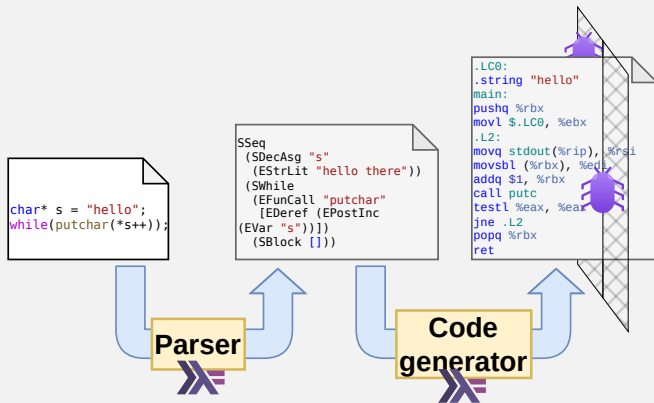 char* s = "hello";
while(putchar(*s++));
SSeq
(SDecAsg "s"
(EStrLit "hello there"))
(SWhile
(EFunCall "putchar"
[EDeref (EPostInc
(EVar "s"))])
(SBlock []))
.LC0:
.string "hello"
main:
pushq %rbx
movl $.LC0, %ebx
.L2:
movq stdout(%rip), %rsi
movsbl (%rbx), %edi
addq $1, %rbx
call putc
testl %eax, %eax
jne .L2
popq %rbx
ret
Parser
Code
generator